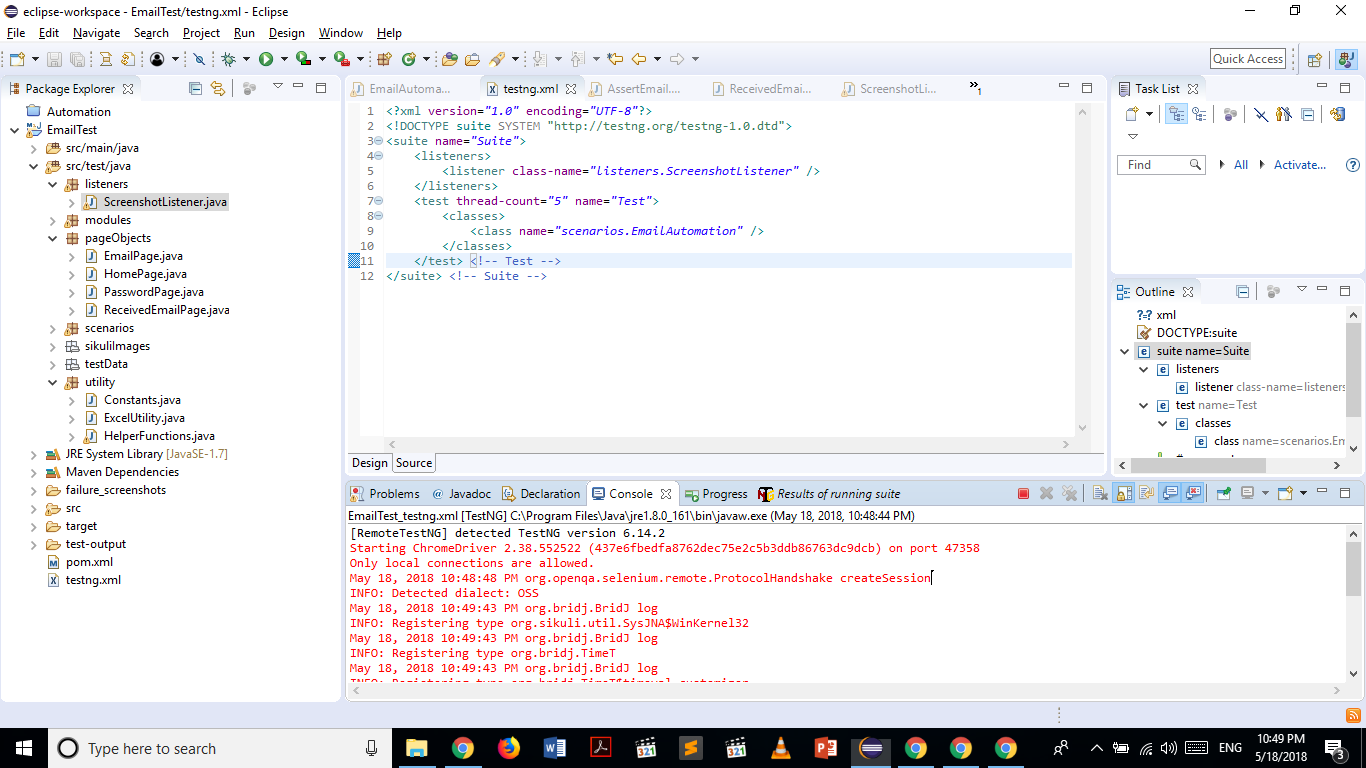 eclipse-workspace - EmailTest/testng.xml - Eclipse
File Edit Navigate Search Project Run Design Window Help
Quick Access
Package Explorer
Automation
EmailTest
src/main/java
src/test/java
listeners
ScreenshotListener.java
modules
pageObjects
EmailPage.java
HomePage.java
PasswordPage.java
ReceivedEmailPage.java
scenarios
sikuliImages
testData
utility
Constants.java
ExcelUtility.java
HelperFunctions.java
JRE System Library [JavaSE-1.7]
Maven Dependencies
failure_screenshots
src
target
test-output
pom.xml
testng.xml
EmailAutoma... testng.xml AssertEmail.... ReceivedEmai... ScreenshotLi... »1
1 <?xml version="1.0" encoding="UTF-8"?>
2 <!DOCTYPE suite SYSTEM "http://testng.org/testng-1.0.dtd">
3 <suite name="Suite">
4 <listeners>
5 <listener class-name="listeners.ScreenshotListener" />
6 </listeners>
7 <test thread-count="5" name="Test">
8 <classes>
9 <class name="scenarios.EmailAutomation" />
10 </classes>
11 </test> <!-- Test -->
12 </suite> <!-- Suite -->
Design Source
Task List
Find All Activate...
Outline
?-? xml
DOCTYPE:suite
e suite name=Suite
e listeners
e listener class-name=listeners
e test name=Test
e classes
e class name=scenarios.Em
Problems @ Javadoc Declaration Console Progress Results of running suite
EmailTest_testng.xml [TestNG] C:\Program Files\Java\jre1.8.0_161\bin\javaw.exe (May 18, 2018, 10:48:44 PM)
[RemoteTestNG] detected TestNG version 6.14.2
Starting ChromeDriver 2.38.552522 (437e6fbedfa8762dec75e2c5b3ddb86763dc9dcb) on port 47358
Only local connections are allowed.
May 18, 2018 10:48:48 PM org.openqa.selenium.remote.ProtocolHandshake createSession
INFO: Detected dialect: OSS
May 18, 2018 10:49:43 PM org.bridj.BridJ log
INFO: Registering type org.sikuli.util.SysJNA$WinKernel32
May 18, 2018 10:49:43 PM org.bridj.BridJ log
INFO: Registering type org.bridj.TimeT
May 18, 2018 10:49:43 PM org.bridj.BridJ log
Type here to search
ENG
10:49 PM
5/18/2018
3